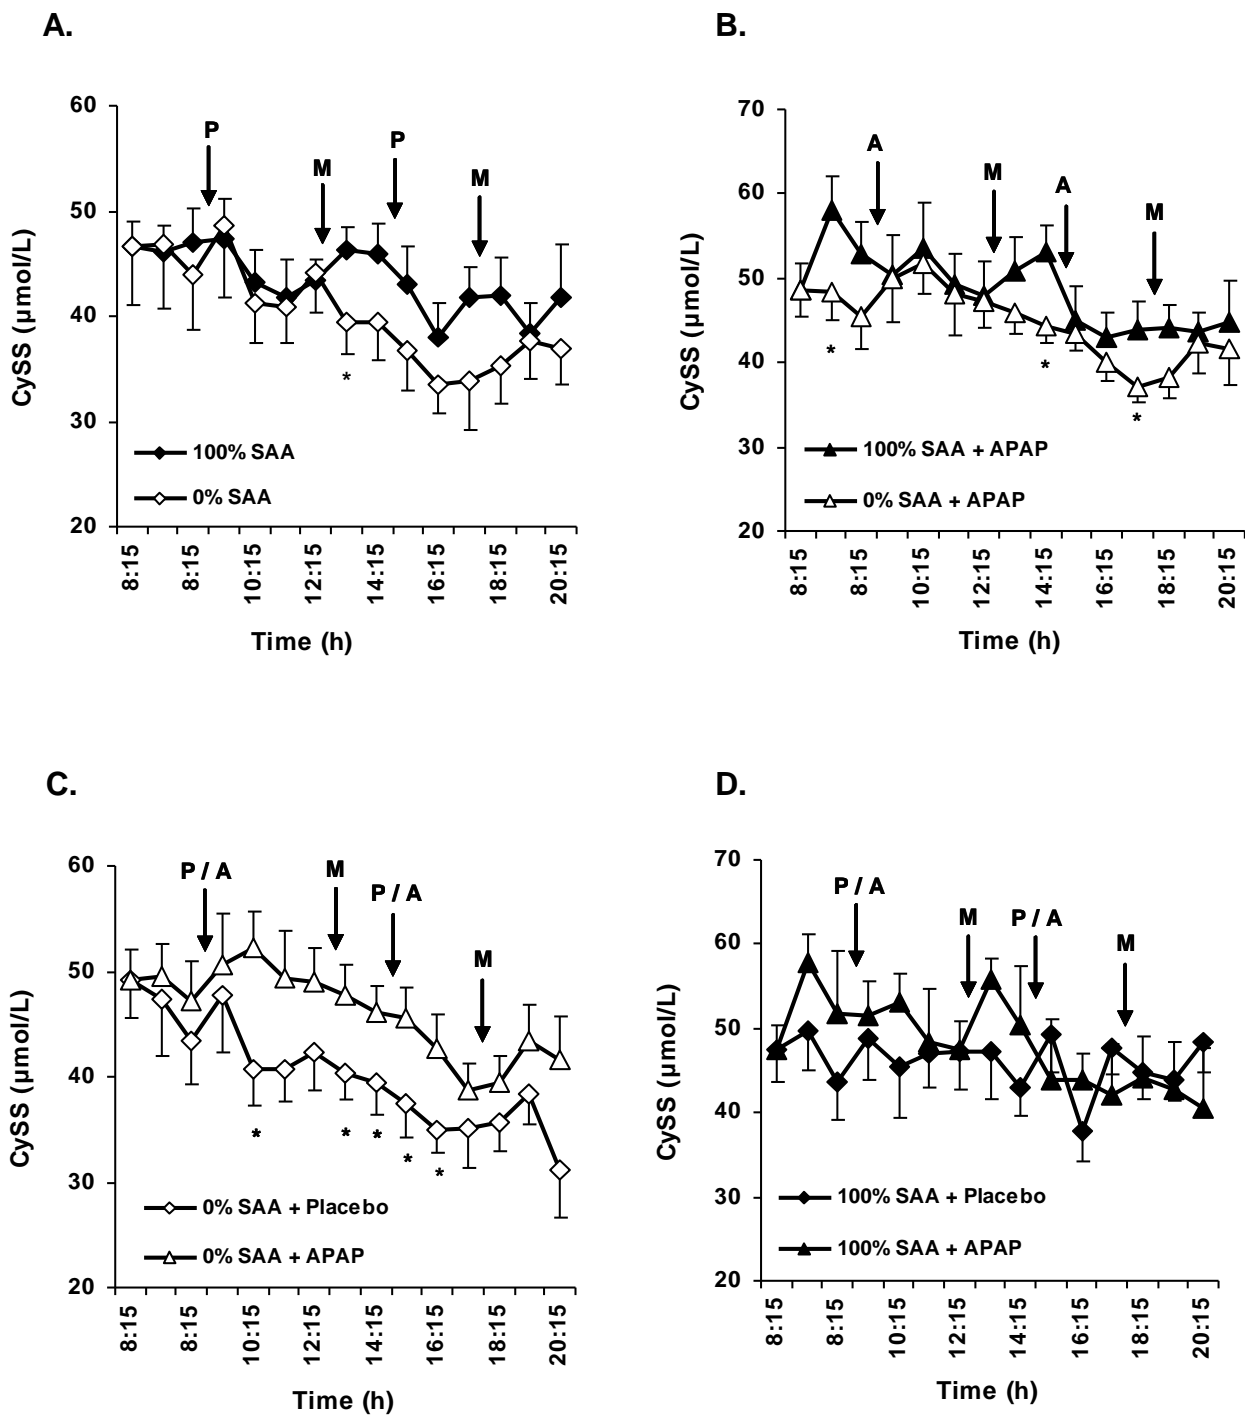 A.
60
50
40
30
20
CySS (µmol/L)
P
M
P
M
*
100% SAA
0% SAA
8:15
8:15
10:15
12:15
14:15
16:15
18:15
20:15
Time (h)
B.
70
60
50
40
30
20
CySS (µmol/L)
A
M
A
M
*
*
*
100% SAA + APAP
0% SAA + APAP
8:15
8:15
10:15
12:15
14:15
16:15
18:15
20:15
Time (h)
C.
60
50
40
30
20
CySS (µmol/L)
P / A
M
P / A
M
*
*
*
*
*
0% SAA + Placebo
0% SAA + APAP
8:15
8:15
10:15
12:15
14:15
16:15
18:15
20:15
Time (h)
D.
70
60
50
40
30
20
CySS (µmol/L)
P / A
M
P / A
M
100% SAA + Placebo
100% SAA + APAP
8:15
8:15
10:15
12:15
14:15
16:15
18:15
20:15
Time (h)